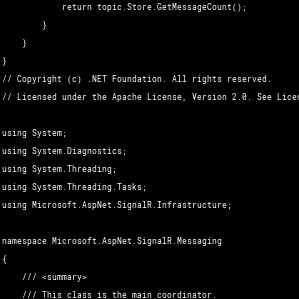 return topic.Store.GetMessageCount();
}
}
}
// Copyright (c) .NET Foundation. All rights reserved.
// Licensed under the Apache License, Version 2.0. See
using System;
using System.Diagnostics;
using System.Threading;
using System.Threading.Tasks;
using Microsoft.AspNet.SignalR.Infrastructure;
namespace Microsoft.AspNet.SignalR.Messaging
{
/// <summary>
/// This class is the main coordinator.